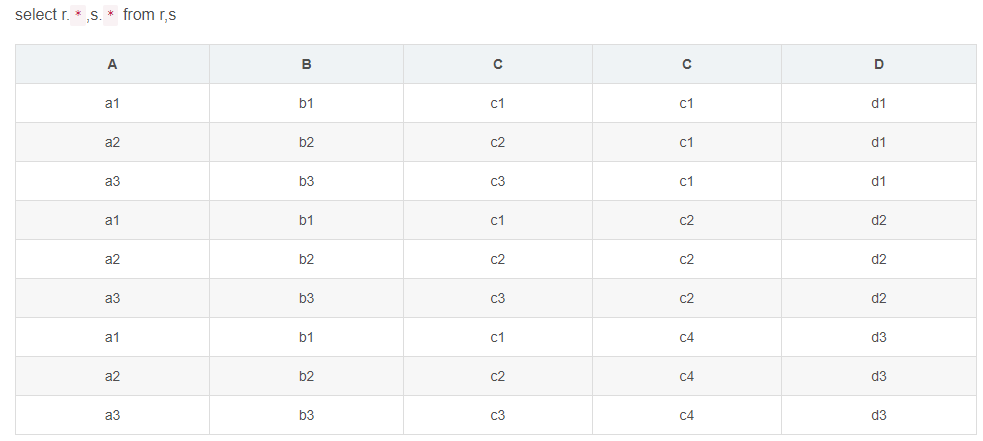 select r.*,s.* from r,s
A B C C D
a1 b1 c1 c1 d1
a2 b2 c2 c1 d1
a3 b3 c3 c1 d1
a1 b1 c1 c2 d2
a2 b2 c2 c2 d2
a3 b3 c3 c2 d2
a1 b1 c1 c4 d3
a2 b2 c2 c4 d3
a3 b3 c3 c4 d3